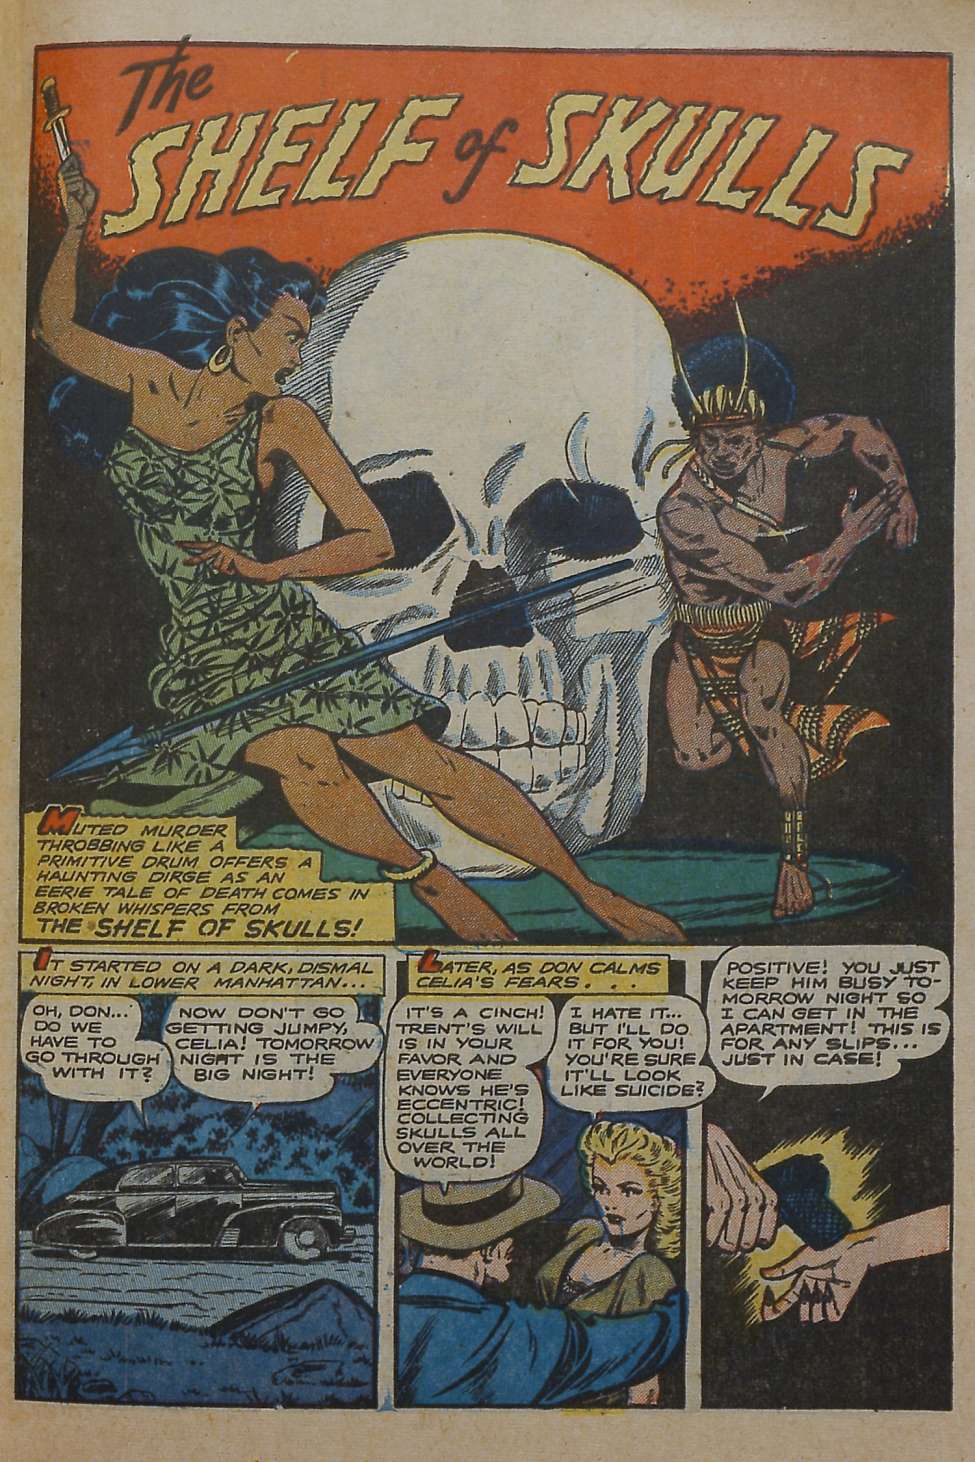 The
SHELF of SKULLS
MUTED MURDER
THROBBING LIKE A
PRIMITIVE DRUM OFFERS A
HAUNTING DIRGE AS AN
EERIE TALE OF DEATH COMES IN
BROKEN WHISPERS FROM
THE SHELF OF SKULLS!
IT STARTED ON A DARK, DISMAL
NIGHT, IN LOWER MANHATTAN...
OH, DON...
DO WE
HAVE TO
GO THROUGH
WITH IT?
NOW DON'T GO
GETTING JUMPY,
CELIA! TOMORROW
NIGHT IS THE
BIG NIGHT!
LATER, AS DON CALMS
CELIA'S FEARS . . .
IT'S A CINCH!
TRENT'S WILL
IS IN YOUR
FAVOR AND
EVERYONE
KNOWS HE'S
ECCENTRIC!
COLLECTING
SKULLS ALL
OVER THE
WORLD!
I HATE IT...
BUT I'LL DO
IT FOR YOU!
YOU'RE SURE
IT'LL LOOK
LIKE SUICIDE?
POSITIVE! YOU JUST
KEEP HIM BUSY TO-
MORROW NIGHT SO
I CAN GET IN THE
APARTMENT! THIS IS
FOR ANY SLIPS...
JUST IN CASE!